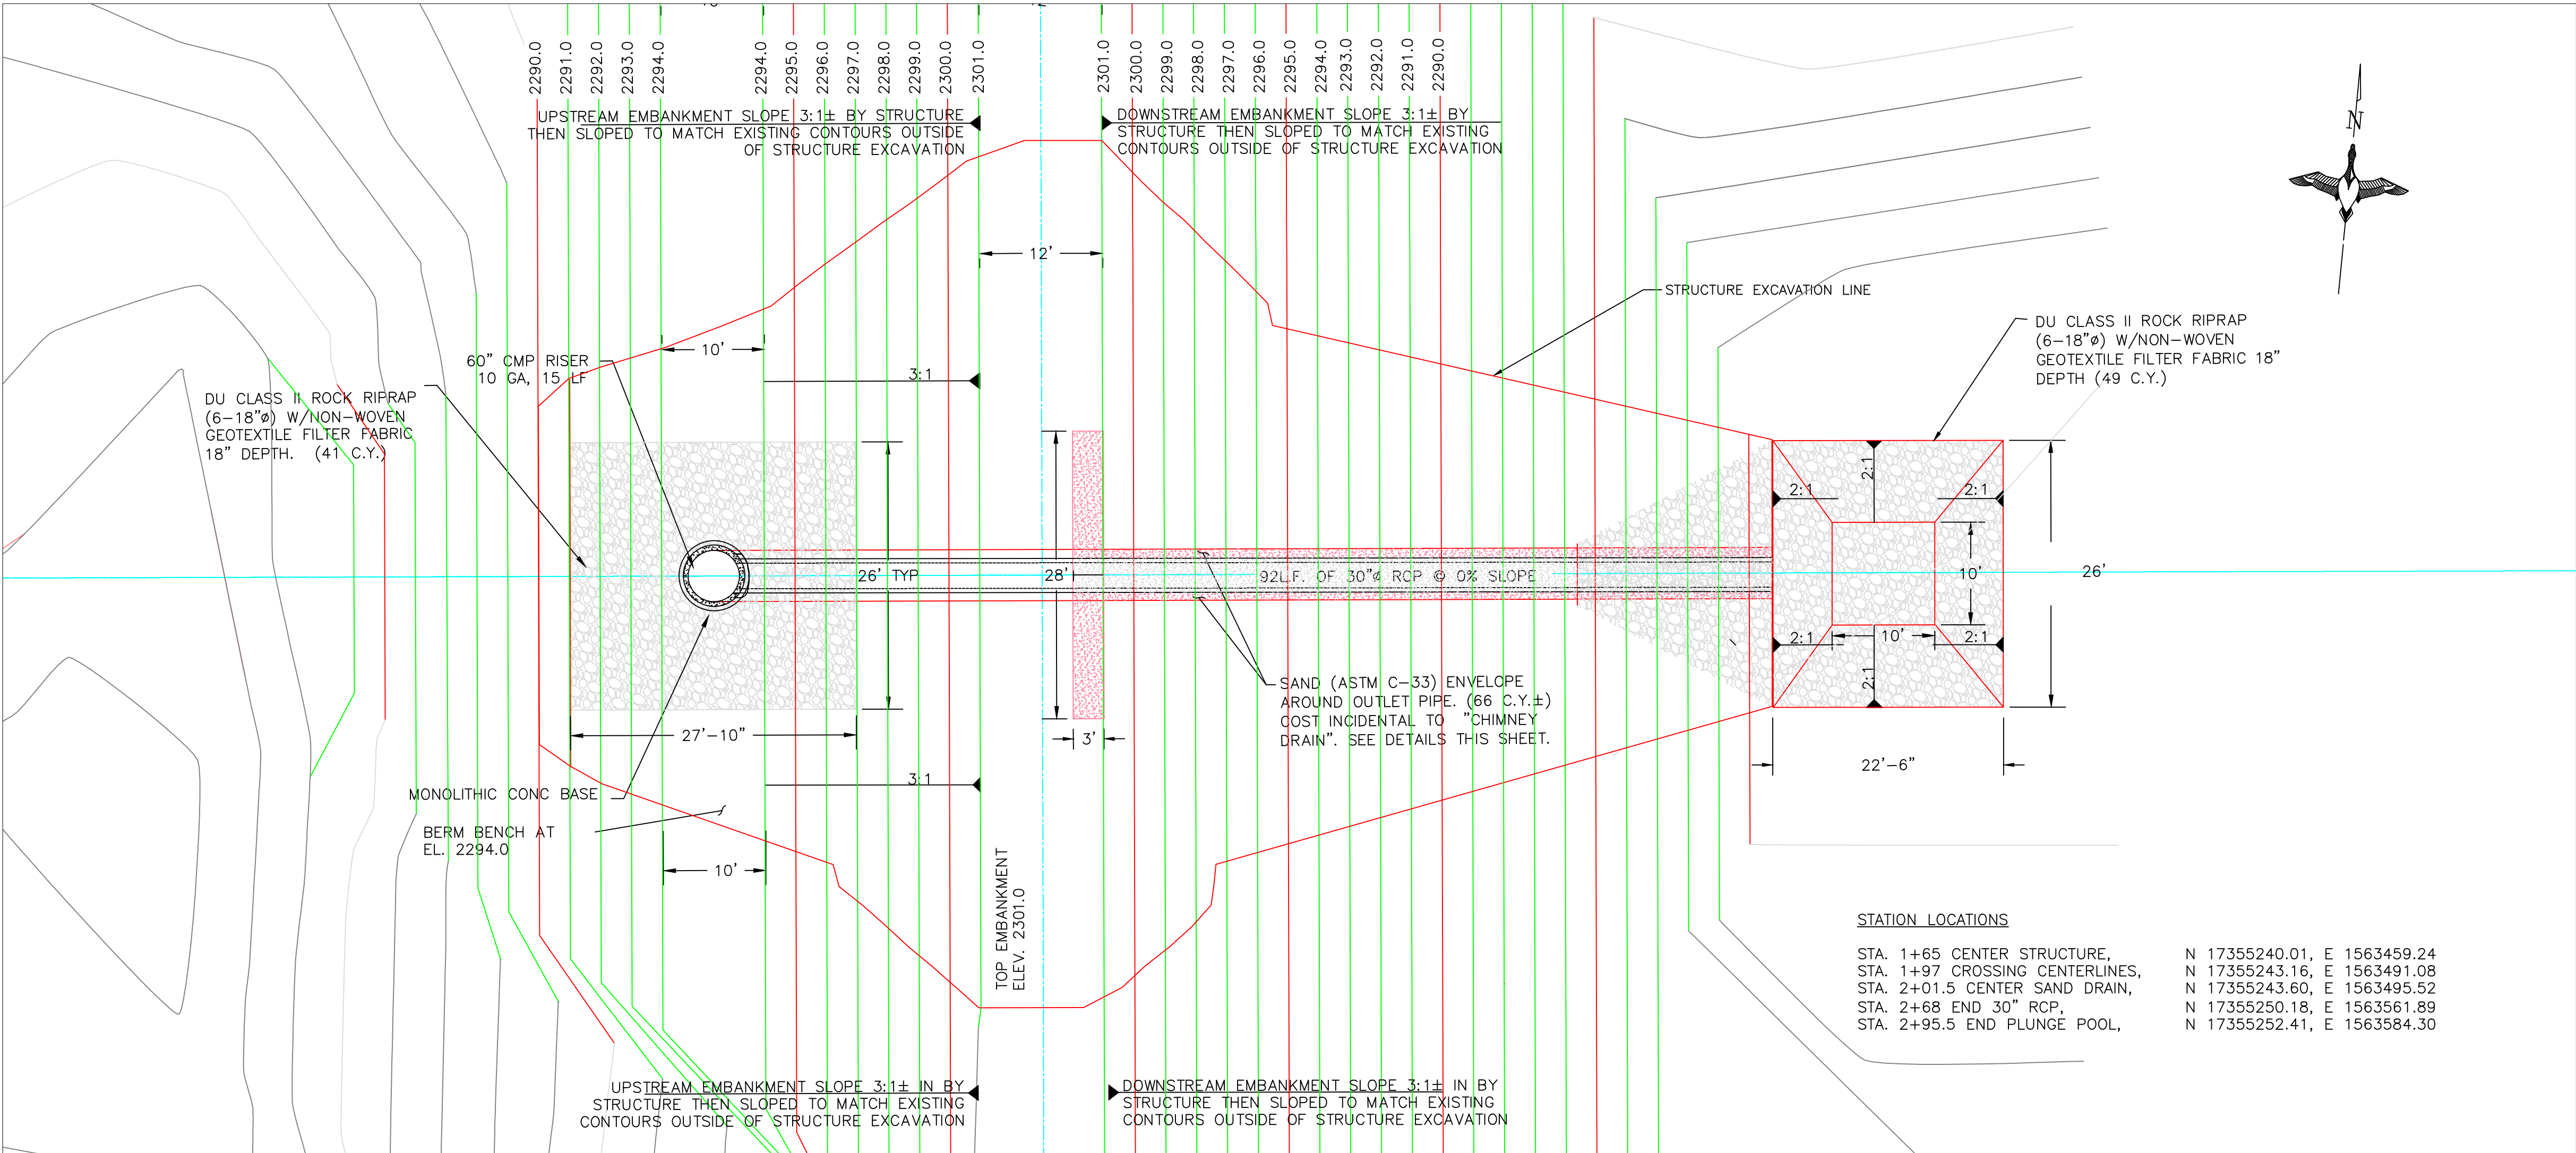 2290.0
2291.0
2292.0
2293.0
2294.0
2294.0
2295.0
2296.0
2297.0
2298.0
2299.0
2300.0
2301.0
2301.0
2300.0
2299.0
2298.0
2297.0
2296.0
2295.0
2294.0
2293.0
2292.0
2291.0
2290.0
UPSTREAM EMBANKMENT SLOPE 3:1± BY STRUCTURE
THEN SLOPED TO MATCH EXISTING CONTOURS OUTSIDE
OF STRUCTURE EXCAVATION
DOWNSTREAM EMBANKMENT SLOPE 3:1± BY
STRUCTURE THEN SLOPED TO MATCH EXISTING
CONTOURS OUTSIDE OF STRUCTURE EXCAVATION
N
12'
STRUCTURE EXCAVATION LINE
DU CLASS II ROCK RIPRAP
(6-18"ø) W/NON-WOVEN
GEOTEXTILE FILTER FABRIC 18"
DEPTH (49 C.Y.)
10'
60" CMP RISER
10 GA, 15 LF
3:1
DU CLASS II ROCK RIPRAP
(6-18"ø) W/NON-WOVEN
GEOTEXTILE FILTER FABRIC
18" DEPTH. (41 C.Y.)
2:1
2:1
2:1
26' TYP
28'
92L.F. OF 30"ø RCP @ 0% SLOPE
10'
26'
2:1
10'
2:1
2:1
SAND (ASTM C-33) ENVELOPE
AROUND OUTLET PIPE. (66 C.Y.±)
COST INCIDENTAL TO "CHIMNEY
DRAIN". SEE DETAILS THIS SHEET.
27'-10"
3'
22'-6"
3:1
MONOLITHIC CONC BASE
BERM BENCH AT
EL. 2294.0
10'
TOP EMBANKMENT
ELEV. 2301.0
STATION LOCATIONS
STA. 1+65 CENTER STRUCTURE, N 17355240.01, E 1563459.24
STA. 1+97 CROSSING CENTERLINES, N 17355243.16, E 1563491.08
STA. 2+01.5 CENTER SAND DRAIN, N 17355243.60, E 1563495.52
STA. 2+68 END 30" RCP, N 17355250.18, E 1563561.89
STA. 2+95.5 END PLUNGE POOL, N 17355252.41, E 1563584.30
UPSTREAM EMBANKMENT SLOPE 3:1± IN BY
STRUCTURE THEN SLOPED TO MATCH EXISTING
CONTOURS OUTSIDE OF STRUCTURE EXCAVATION
DOWNSTREAM EMBANKMENT SLOPE 3:1± IN BY
STRUCTURE THEN SLOPED TO MATCH EXISTING
CONTOURS OUTSIDE OF STRUCTURE EXCAVATION